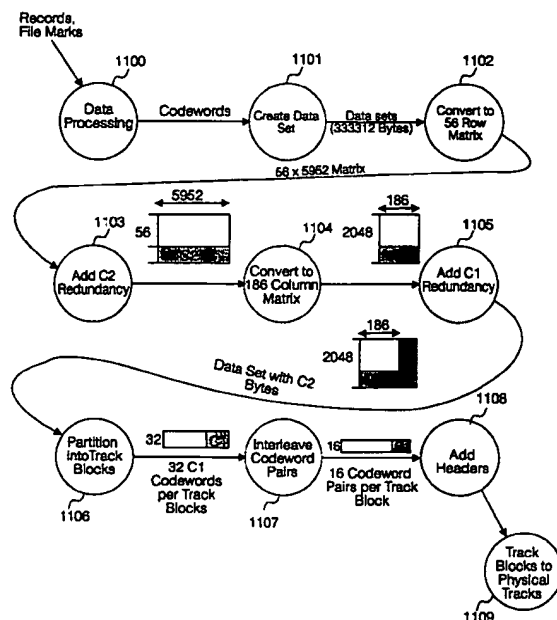 Records,
File Marks
1100
1101
1102
Data
Processing
Codewords
Create Data
Set
Data sets
(333312 Bytes)
Convert to
56 Row
Matrix
56 x 5952 Matrix
5952
186
1103
56
1104
2048
1105
Add C2
Redundancy
Convert to
186 Column
Matrix
Add C1
Redundancy
186
2048
Data Set with C2
Bytes
1108
Partition
intoTrack
Blocks
32
32 C1
Codewords
per Track
Blocks
Interleave
Codeword
Pairs
16
16 Codeword
Pairs per Track
Block
Add
Headers
1106
1107
Track
Blocks to
Physical
Tracks
1109